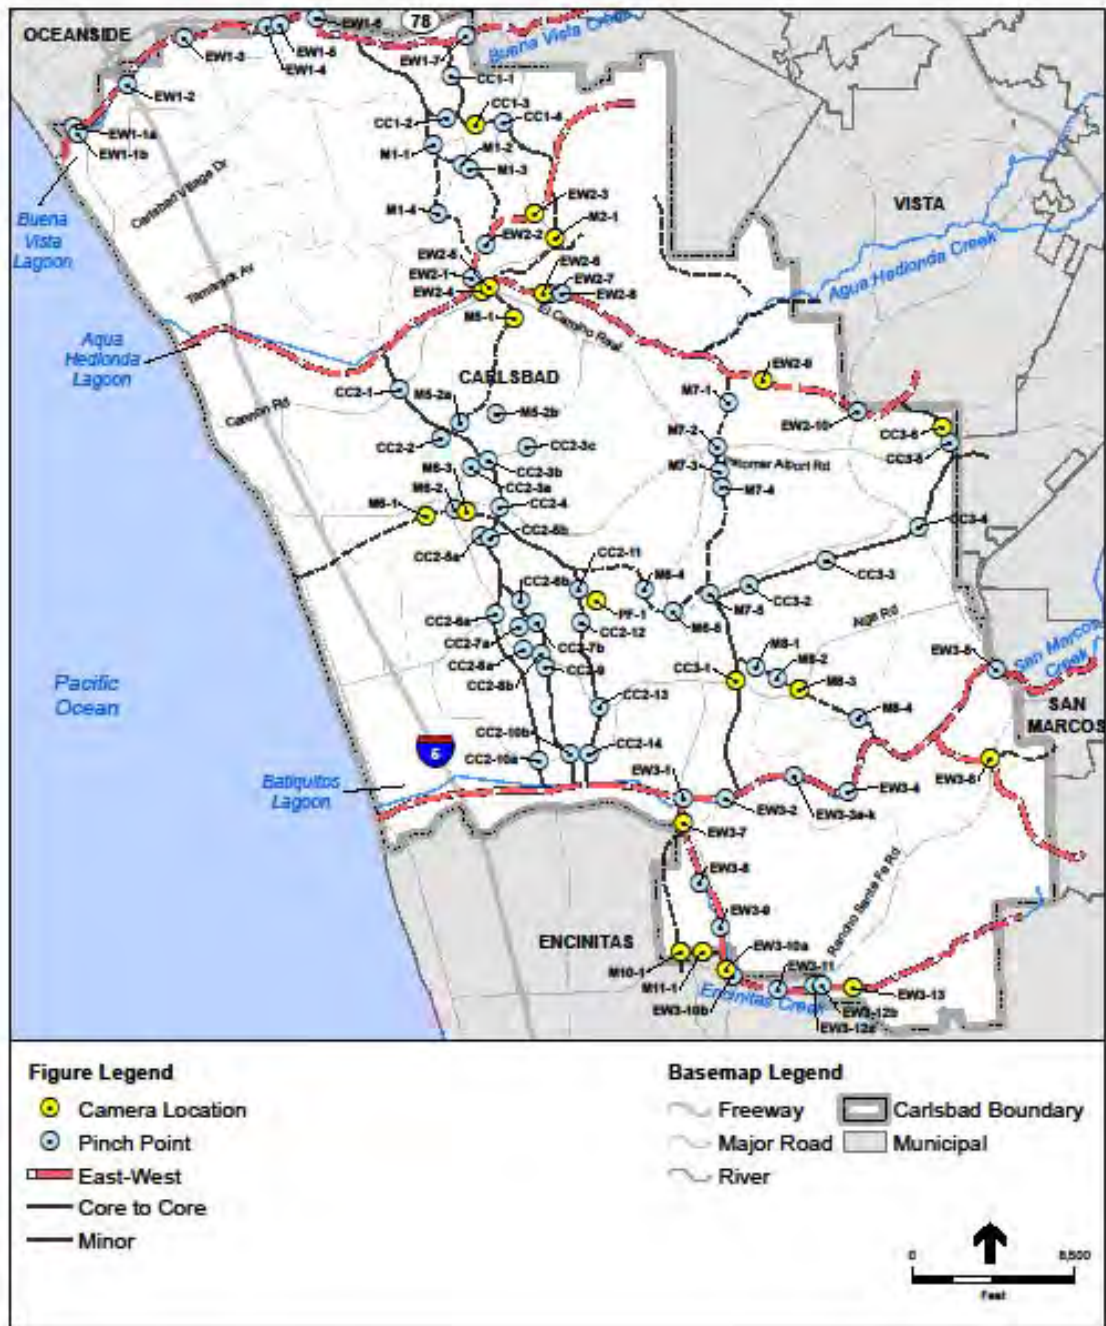 OCEANSIDE
78
EW1-6
EW1-3
EW1-5
EW1-4
EW1-7
Buena Vista Creek
EW1-2
CC1-1
CC1-3
CC1-2
CC1-4
EW1-1a
EW1-1b
M1-1
M1-2
M1-3
Carlsbad Village Dr
EW2-3
VISTA
Buena
Vista
Lagoon
M1-4
M2-1
EW2-2
EW2-5
Agua Hedionda Creek
Tamarack Av
EW2-1
EW2-6
EW2-7
EW2-4
EW2-8
M5-1
El Camino Real
Aqua
Hedionda
Lagoon
CARLSBAD
EW2-9
CC2-1
M5-2a
M7-1
Cannon Rd
M5-2b
EW2-10
CC3-6
CC2-2
M7-2
CC3-5
CC2-3c
M6-3
CC2-3b
Palomar Airport Rd
M7-3
M6-2
CC2-3a
M7-4
M6-1
CC2-4
CC3-4
CC2-5b
CC2-5a
CC2-11
CC3-3
CC2-6b
M6-4
CC3-2
PF-1
M7-5
CC2-6a
M6-5
Alga Rd
CC2-12
CC2-7a
M8-1
EW3-5
CC2-7b
M8-2
San Marcos
Creek
CC2-8a
CC2-9
CC3-1
M8-3
CC2-8b
Pacific
Ocean
CC2-13
SAN
MARCOS
M8-4
CC2-10b
5
CC2-14
CC2-10a
EW3-1
EW3-6
Batiquitos
Lagoon
EW3-2
EW3-4
EW3-3a-k
EW3-7
EW3-8
Rancho Santa Fe Rd
EW3-9
ENCINITAS
EW3-10a
M10-1
EW3-11
M11-1
Encinitas Creek
EW3-13
EW3-10b
EW3-12b
EW3-12a
Figure Legend
Camera Location
Pinch Point
East-West
Core to Core
Minor
Basemap Legend
Freeway
Carlsbad Boundary
Major Road
Municipal
River
0
Feet